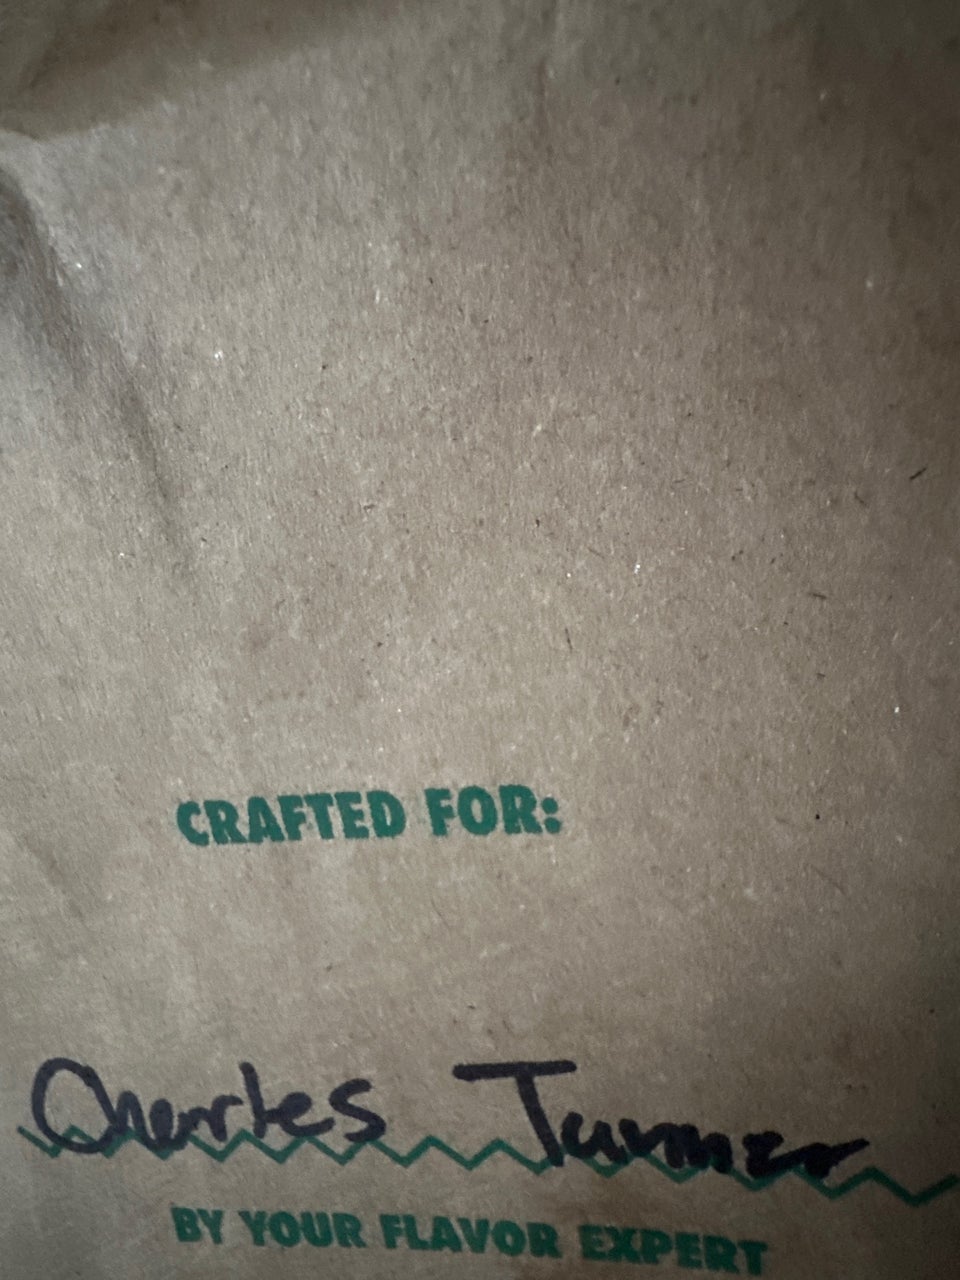 CRAFTED FOR:
Charles Turner
BY YOUR FLAVOR EXPERT